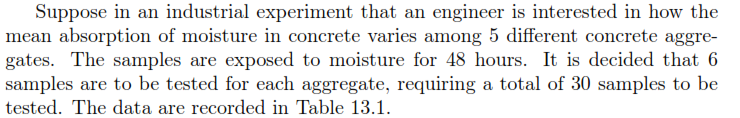 Suppose in an industrial experiment that an engineer is interested in how the
mean absorption of moisture in concrete varies among 5 different concrete aggre-
gates. The samples are exposed to moisture for 48 hours. It is decided that 6
samples are to be tested for each aggregate, requiring a total of 30 samples to be
tested. The data are recorded in Table 13.1.